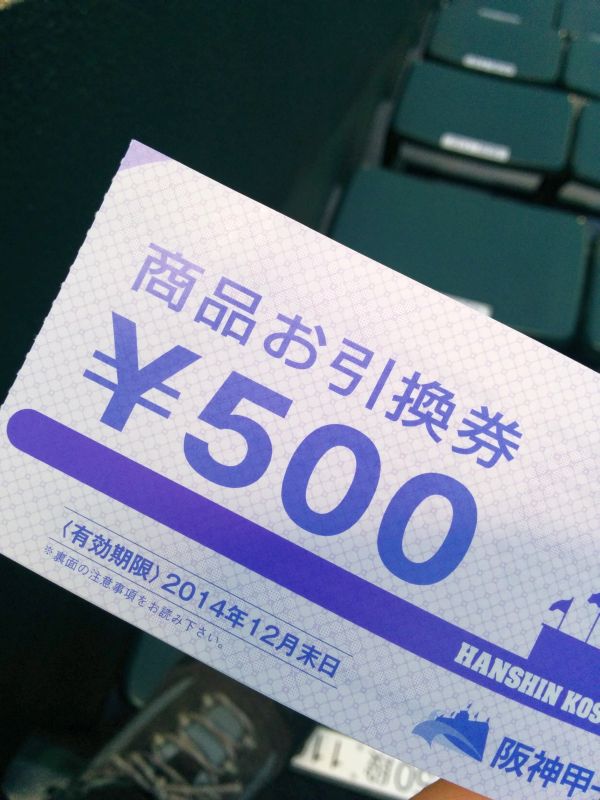 商品お引換券
¥500
〈有効期限〉2014年12月末日
※裏面の注意事項をお読み下さい。
HANSHIN KOS
阪神甲
11